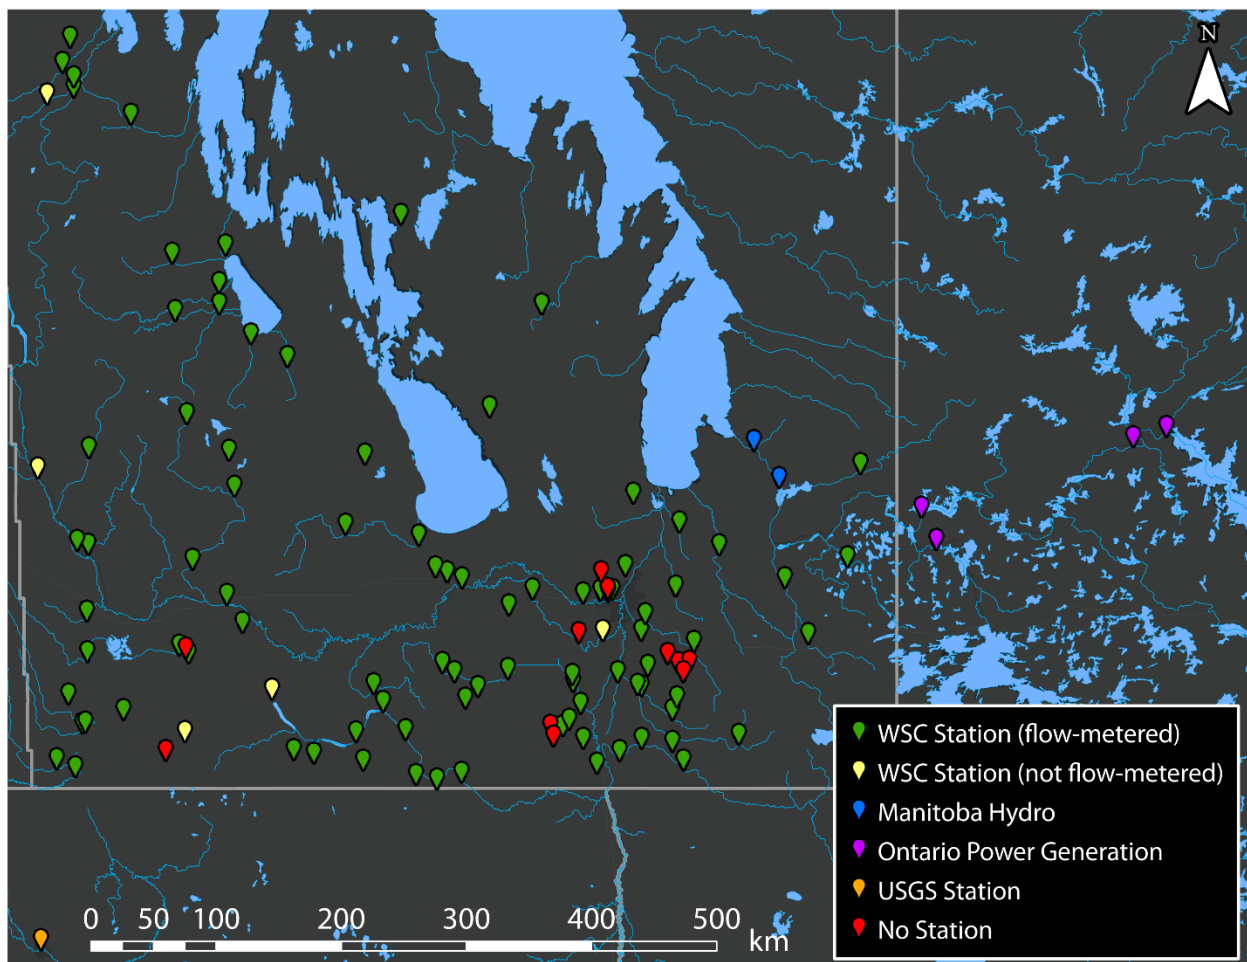 N
WSC Station (flow-metered)
WSC Station (not flow-metered)
Manitoba Hydro
Ontario Power Generation
USGS Station
No Station
0 50 100 200 300 400 500
km